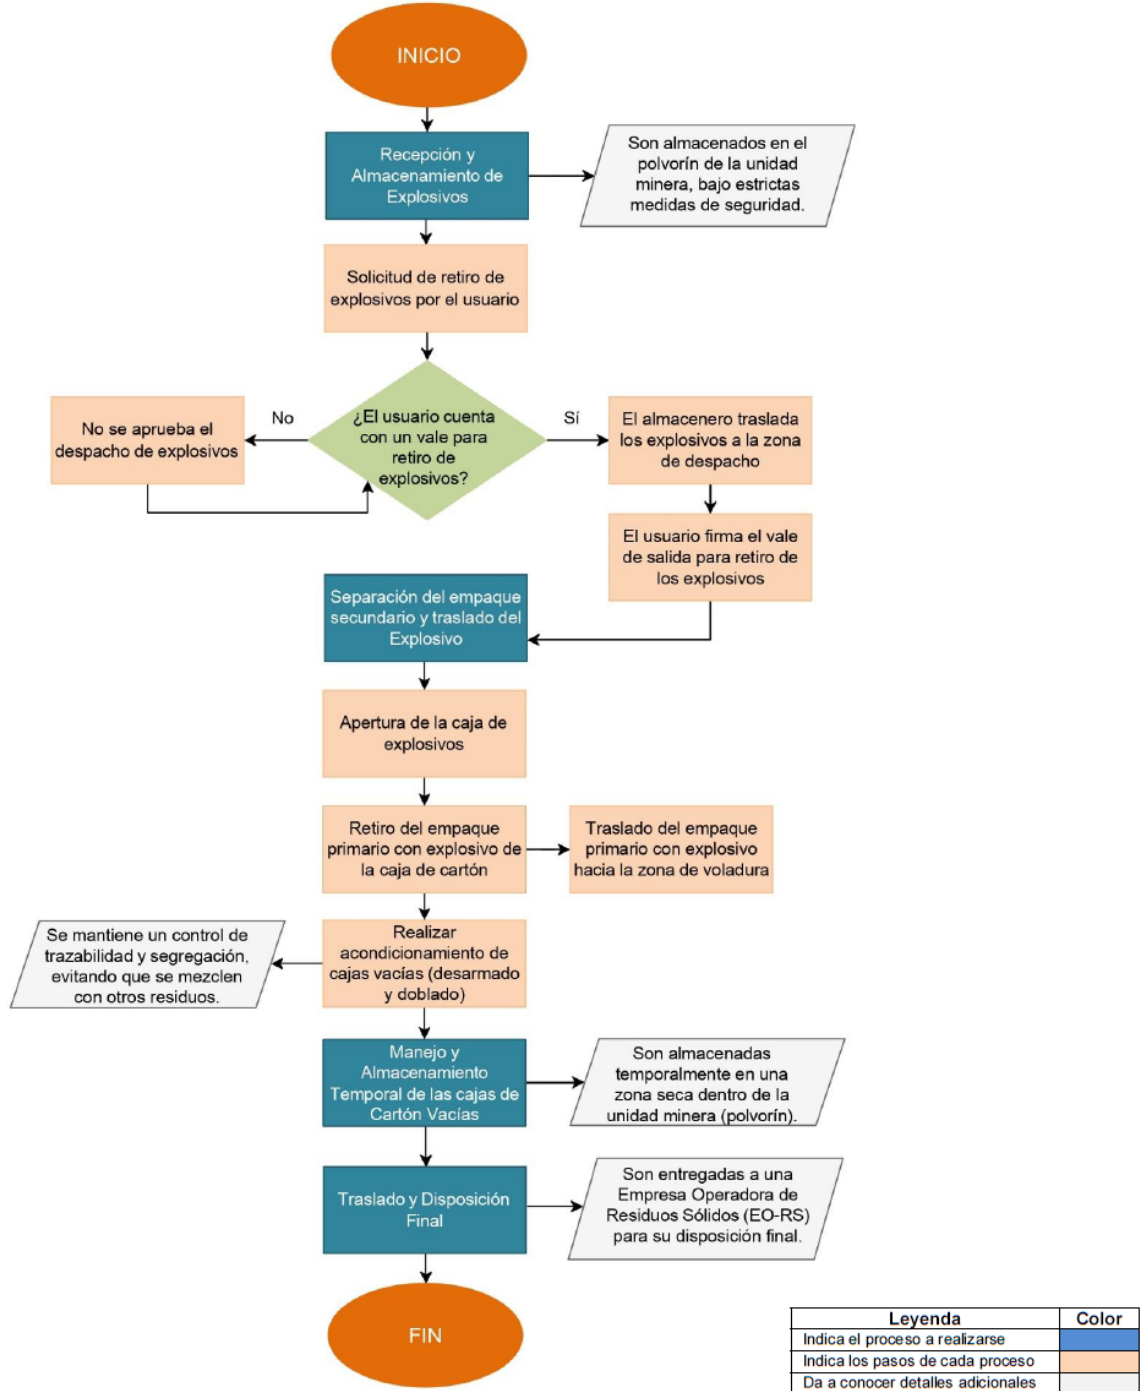 INICIO
Recepción y
Almacenamiento de
Explosivos
Son almacenados en el
polvorín de la unidad
minera, bajo estrictas
medidas de seguridad.
Solicitud de retiro de
explosivos por el usuario
¿El usuario cuenta
con un vale para
retiro de
explosivos?
No
No se aprueba el
despacho de explosivos
Sí
El almacenero traslada
los explosivos a la zona
de despacho
El usuario firma el vale
de salida para retiro de
los explosivos
Separación del empaque
secundario y traslado del
Explosivo
Apertura de la caja de
explosivos
Retiro del empaque
primario con explosivo de
la caja de cartón
Traslado del empaque
primario con explosivo
hacia la zona de voladura
Realizar
acondicionamiento de
cajas vacías (desarmado
y doblado)
Se mantiene un control de
trazabilidad y segregación,
evitando que se mezclen
con otros residuos.
Manejo y
Almacenamiento
Temporal de las cajas de
Cartón Vacías
Son almacenadas
temporalmente en una
zona seca dentro de la
unidad minera (polvorín).
Traslado y Disposición
Final
Son entregadas a una
Empresa Operadora de
Residuos Sólidos (EO-RS)
para su disposición final.
FIN
Leyenda Color
Indica el proceso a realizarse
Indica los pasos de cada proceso
Da a conocer detalles adicionales